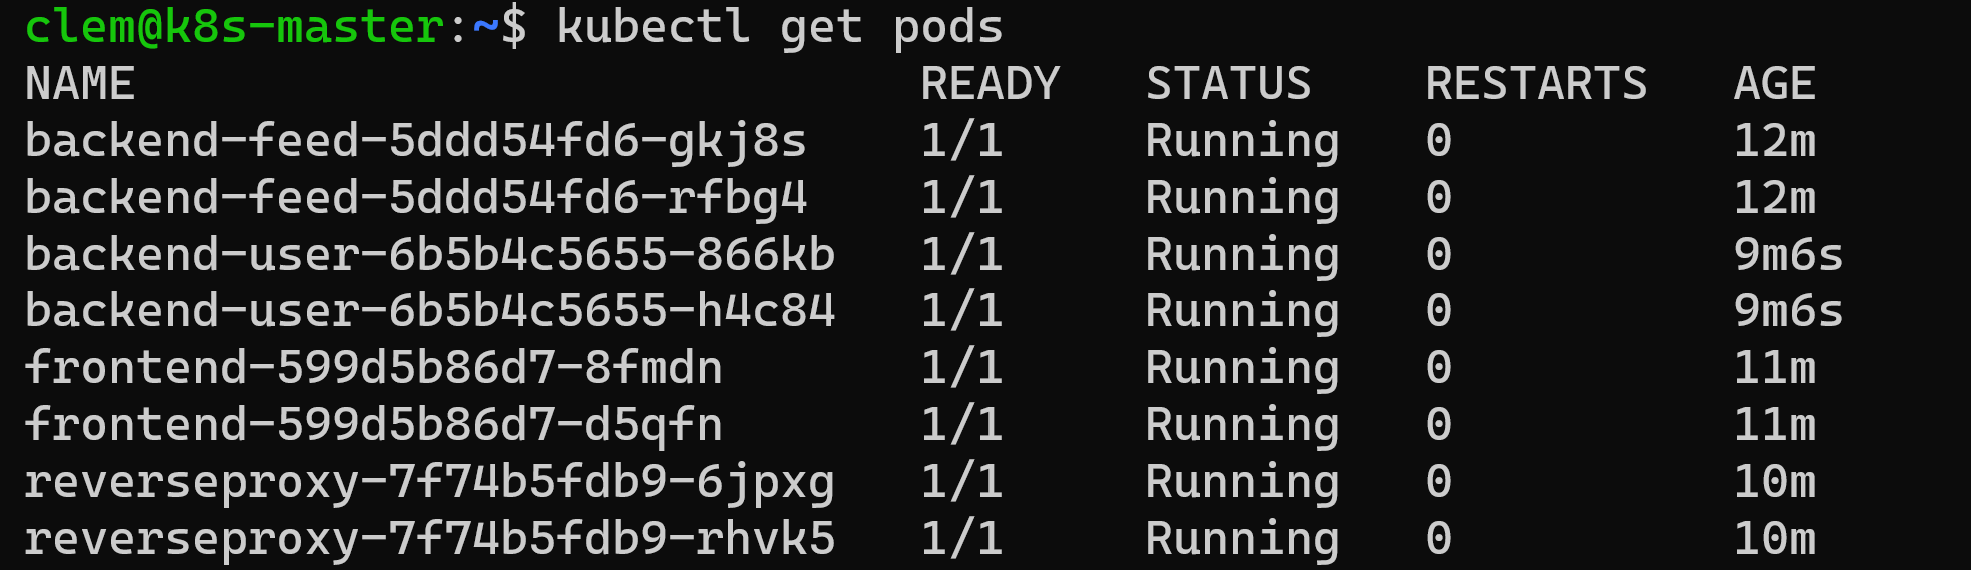 clem@k8s-master:~$ kubectl get pods
NAME READY STATUS RESTARTS AGE
backend-feed-5ddd54fd6-gkj8s 1/1 Running 0 12m
backend-feed-5ddd54fd6-rfbg4 1/1 Running 0 12m
backend-user-6b5b4c5655-866kb 1/1 Running 0 9m6s
backend-user-6b5b4c5655-h4c84 1/1 Running 0 9m6s
frontend-599d5b86d7-8fmdn 1/1 Running 0 11m
frontend-599d5b86d7-d5qfn 1/1 Running 0 11m
reverseproxy-7f74b5fdb9-6jpxg 1/1 Running 0 10m
reverseproxy-7f74b5fdb9-rhvk5 1/1 Running 0 10m